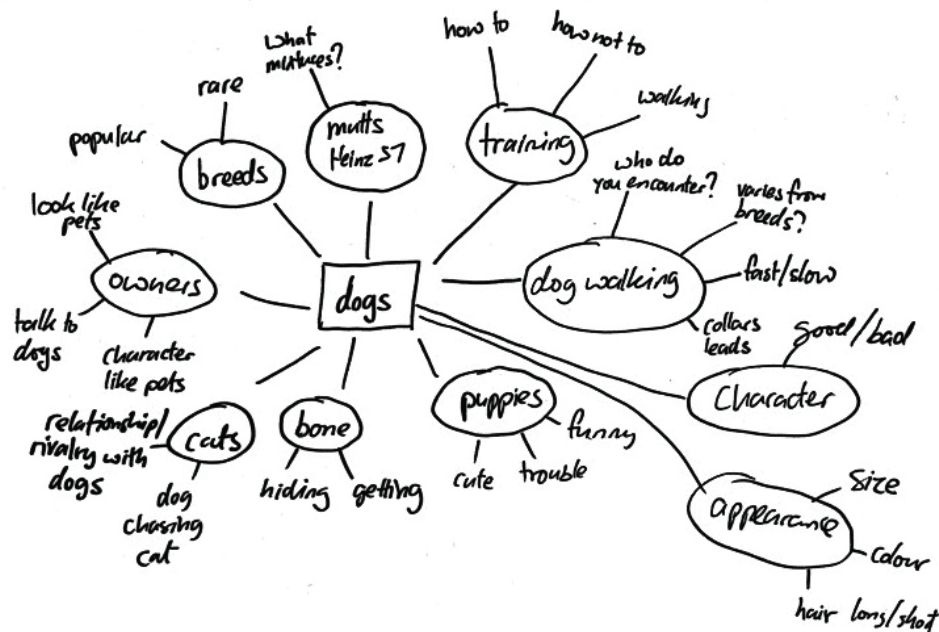 dogs
breeds
popular
rare
mutts
Heinz 57
What
mixtures?
training
how to
how not to
walking
dog walking
who do
you encounter?
varies from
breeds?
fast/slow
collars
leads
Character
good/bad
appearance
size
colour
hair long/short
puppies
funny
trouble
cute
bone
hiding
getting
cats
relationship/
rivalry with
dogs
dog
chasing
cat
owners
look like
pets
talk to
dogs
character
like pets